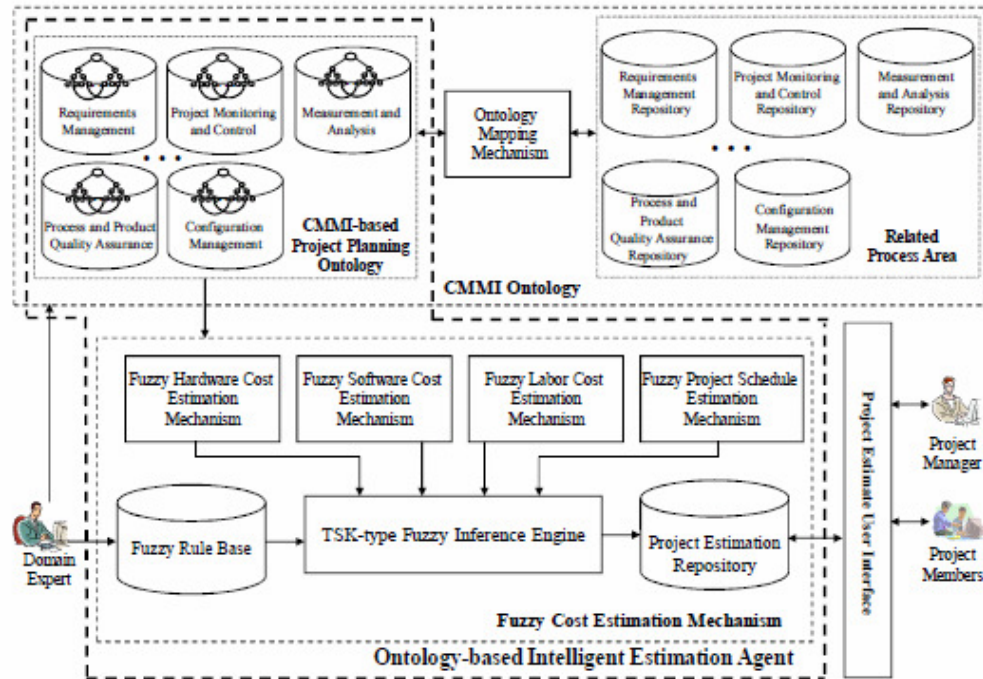 Requirements
Management
Project Monitoring
and Control
Measurement and
Analysis
• • •
Process and Product
Quality Assurance
Configuration
Management
CMMI-based
Project Planning
Ontology
Ontology
Mapping
Mechanism
Requirements
Management
Repository
Project Monitoring
and Control
Repository
Measurement
and Analysis
Repository
• • •
Process and
Product
Quality Assurance
Repository
Configuration
Management
Repository
Related
Process Area
CMMI Ontology
Fuzzy Hardware Cost
Estimation
Mechanism
Fuzzy Software Cost
Estimation
Mechanism
Fuzzy Labor Cost
Estimation
Mechanism
Fuzzy Project Schedule
Estimation
Mechanism
Domain
Expert
Fuzzy Rule Base
TSK-type Fuzzy Inference Engine
Project Estimation
Repository
Fuzzy Cost Estimation Mechanism
Ontology-based Intelligent Estimation Agent
Project Estimate User Interface
Project
Manager
Project
Members